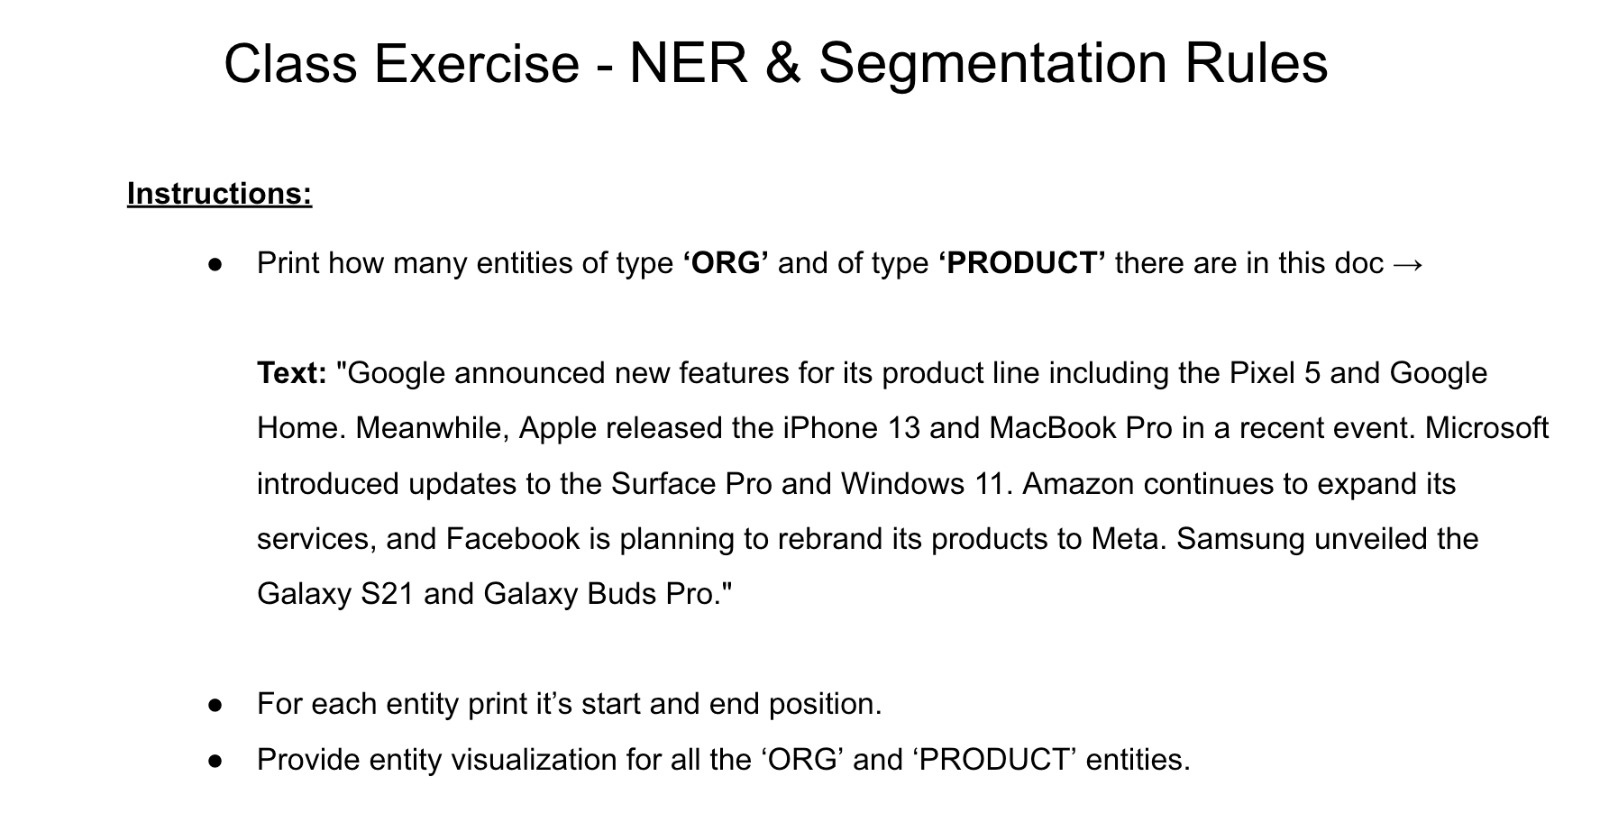 Class Exercise - NER & Segmentation Rules
Instructions:
● Print how many entities of type ‘ORG’ and of type ‘PRODUCT’ there are in this doc →
Text: "Google announced new features for its product line including the Pixel 5 and Google
Home. Meanwhile, Apple released the iPhone 13 and MacBook Pro in a recent event. Microsoft
introduced updates to the Surface Pro and Windows 11. Amazon continues to expand its
services, and Facebook is planning to rebrand its products to Meta. Samsung unveiled the
Galaxy S21 and Galaxy Buds Pro."
● For each entity print it’s start and end position.
● Provide entity visualization for all the ‘ORG’ and ‘PRODUCT’ entities.